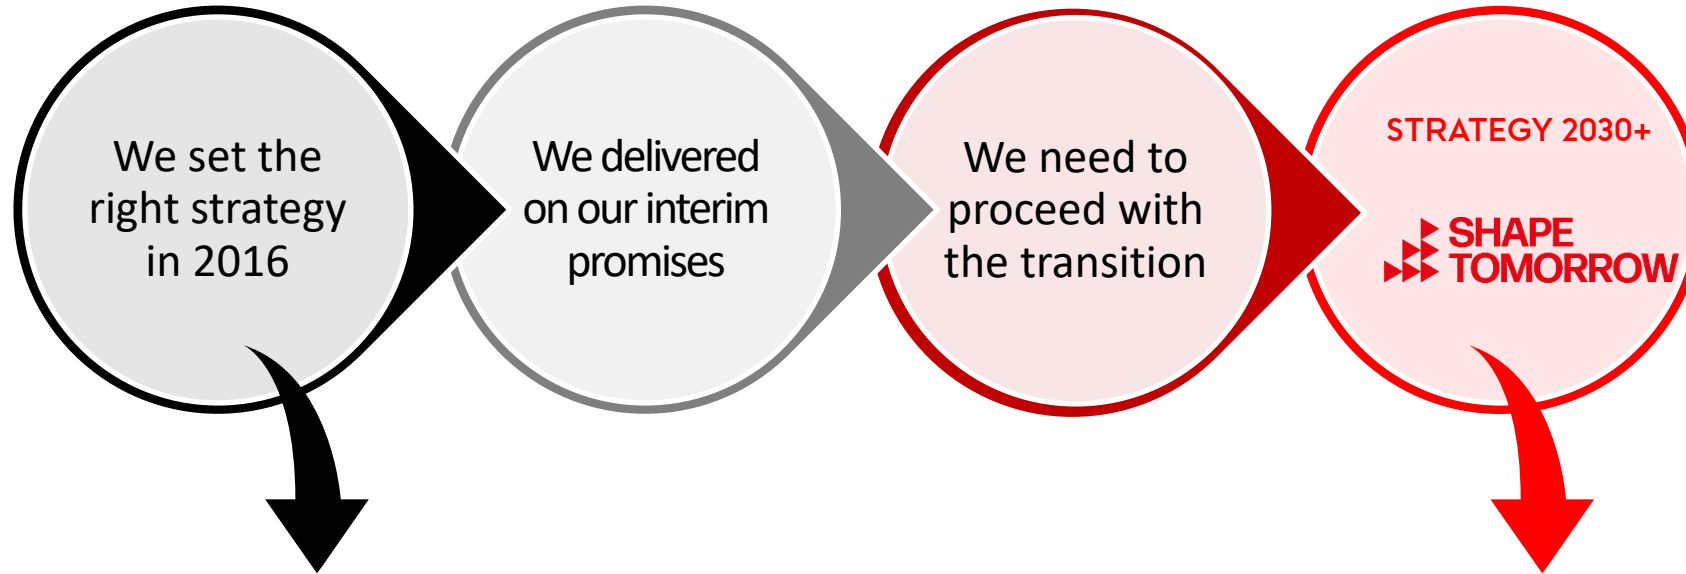 We set the
right strategy
in 2016
We delivered
on our interim
promises
We need to
proceed with
the transition
STRATEGY 2030+
SHAPE
TOMORROW